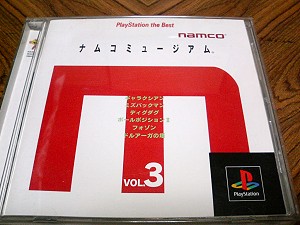 PlayStation the Best
namco
ナムコミュージアム
ギャラクシアン
ミズパックマン
ディグダグ
ポールポジションⅡ
フォゾン
ドルアーガの塔
VOL.3
PlayStation